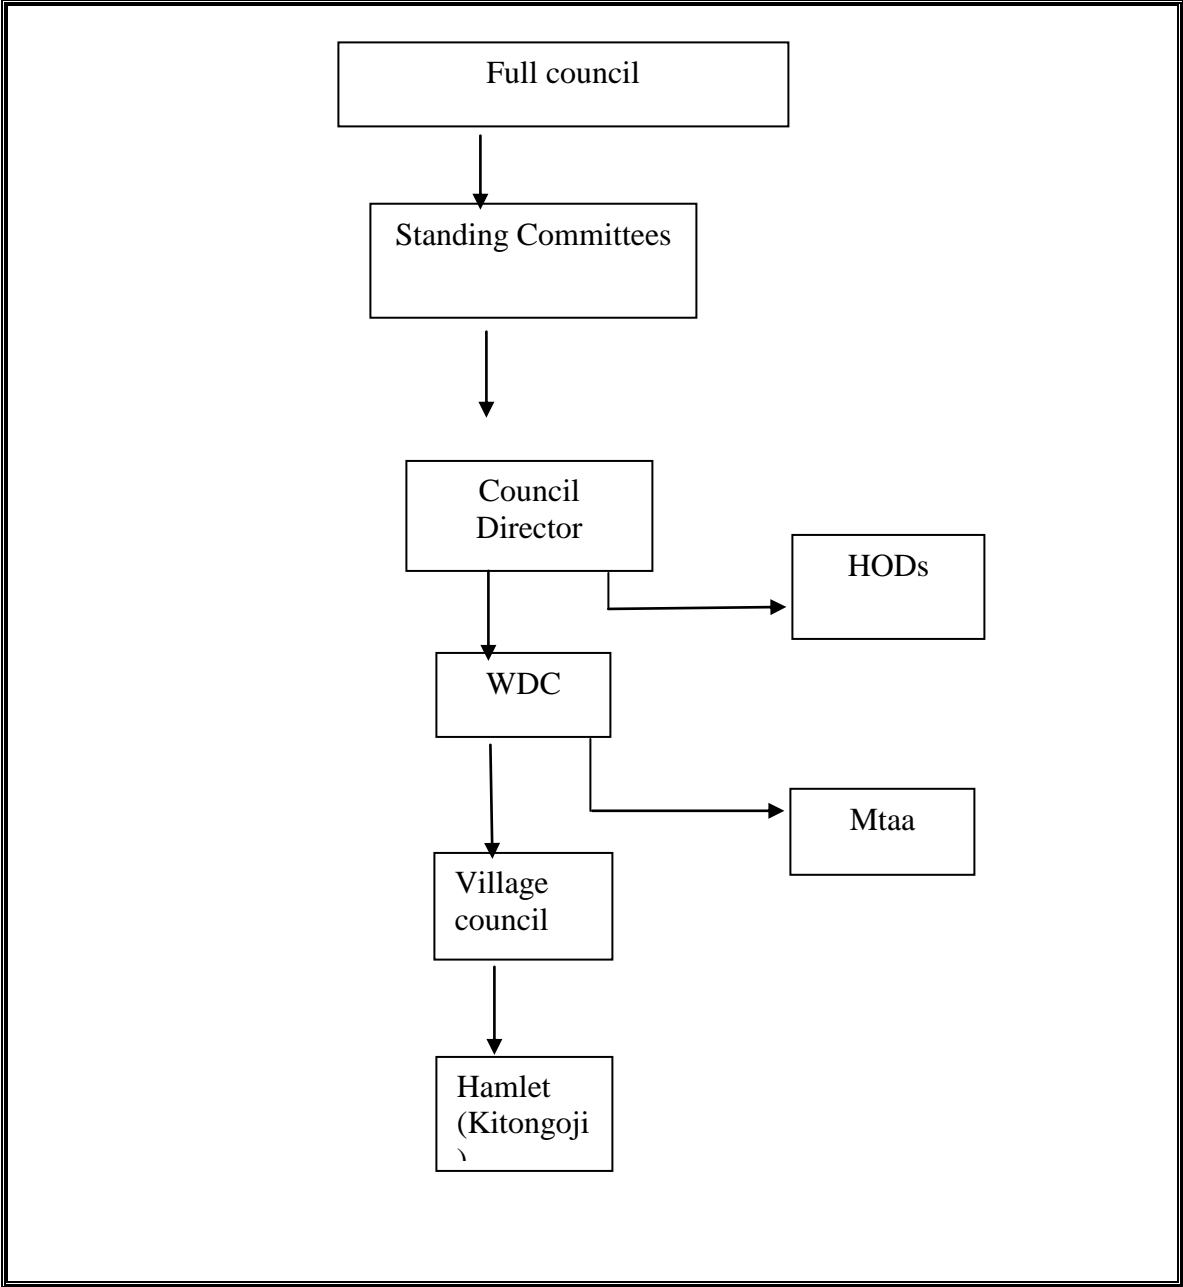 Full council
Standing Committees
Council
Director
HODs
WDC
Mtaa
Village
council
Hamlet
(Kitongoji
)